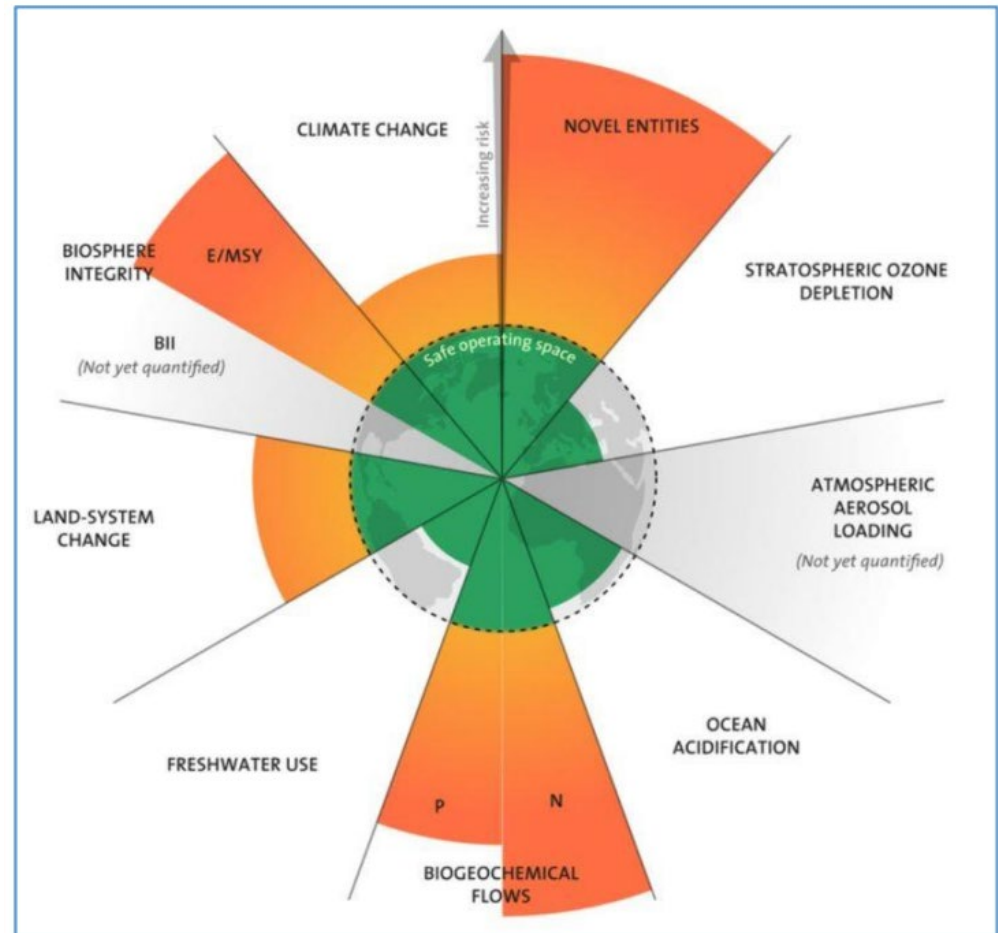 CLIMATE CHANGE
Increasing risk
NOVEL ENTITIES
BIOSPHERE
INTEGRITY
E/MSY
BII
(Not yet quantified)
Safe operating space
STRATOSPHERIC OZONE
DEPLETION
LAND-SYSTEM
CHANGE
ATMOSPHERIC
AEROSOL
LOADING
(Not yet quantified)
FRESHWATER USE
P
N
OCEAN
ACIDIFICATION
BIOGEOCHEMICAL
FLOWS